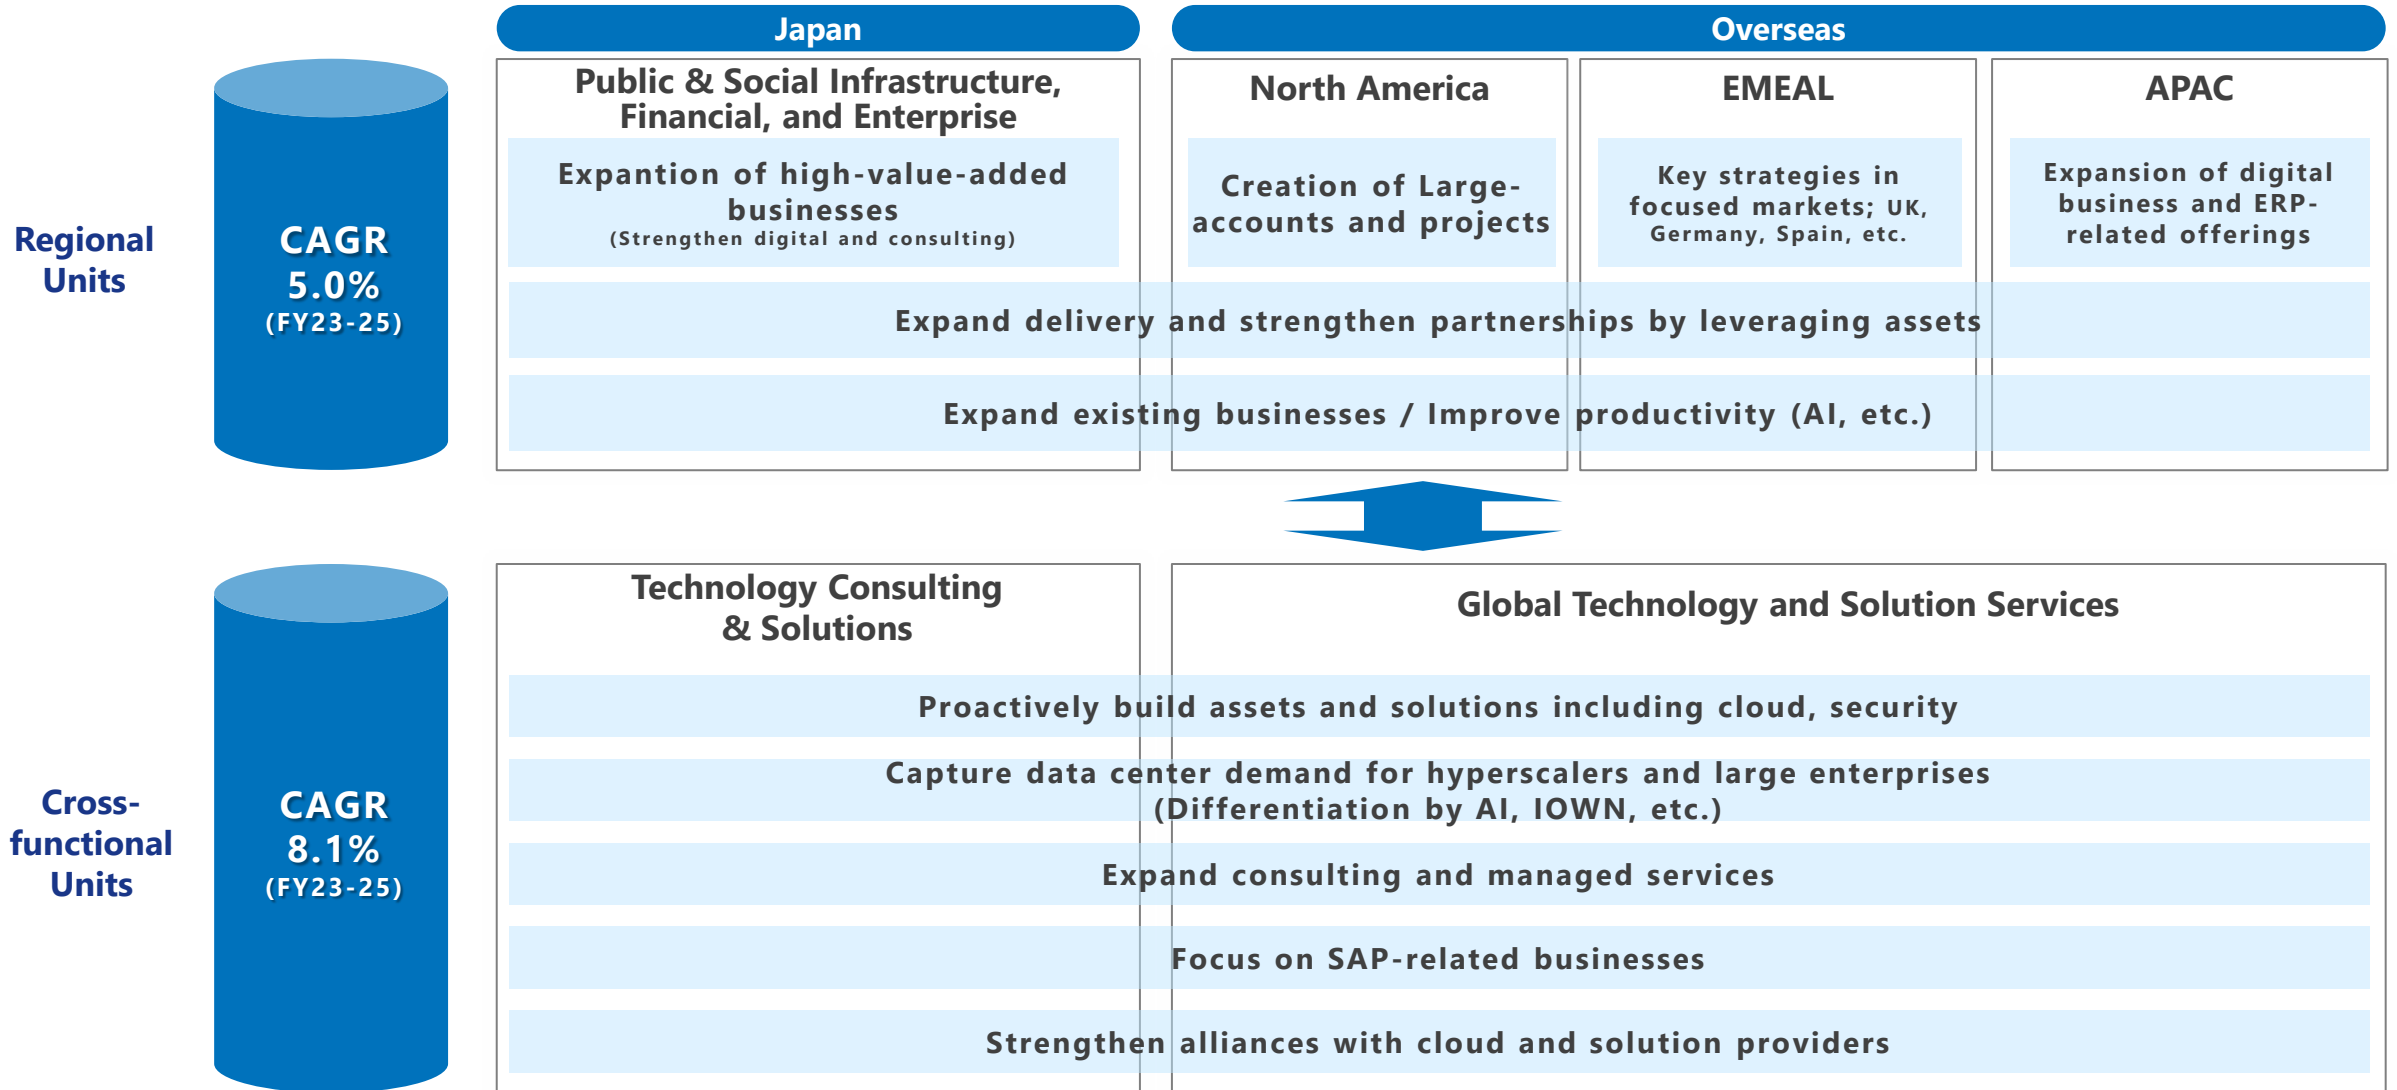 Japan
Overseas
Regional
Units
CAGR
5.0%
(FY23-25)
Public & Social Infrastructure,
Financial, and Enterprise
Expantion of high-value-added
businesses
(Strengthen digital and consulting)
North America
Creation of Large-
accounts and projects
EMEAL
Key strategies in
focused markets; UK,
Germany, Spain, etc.
APAC
Expansion of digital
business and ERP-
related offerings
Expand delivery and strengthen partnerships by leveraging assets
Expand existing businesses / Improve productivity (AI, etc.)
Cross-
functional
Units
CAGR
8.1%
(FY23-25)
Technology Consulting
& Solutions
Global Technology and Solution Services
Proactively build assets and solutions including cloud, security
Capture data center demand for hyperscalers and large enterprises
(Differentiation by AI, IOWN, etc.)
Expand consulting and managed services
Focus on SAP-related businesses
Strengthen alliances with cloud and solution providers